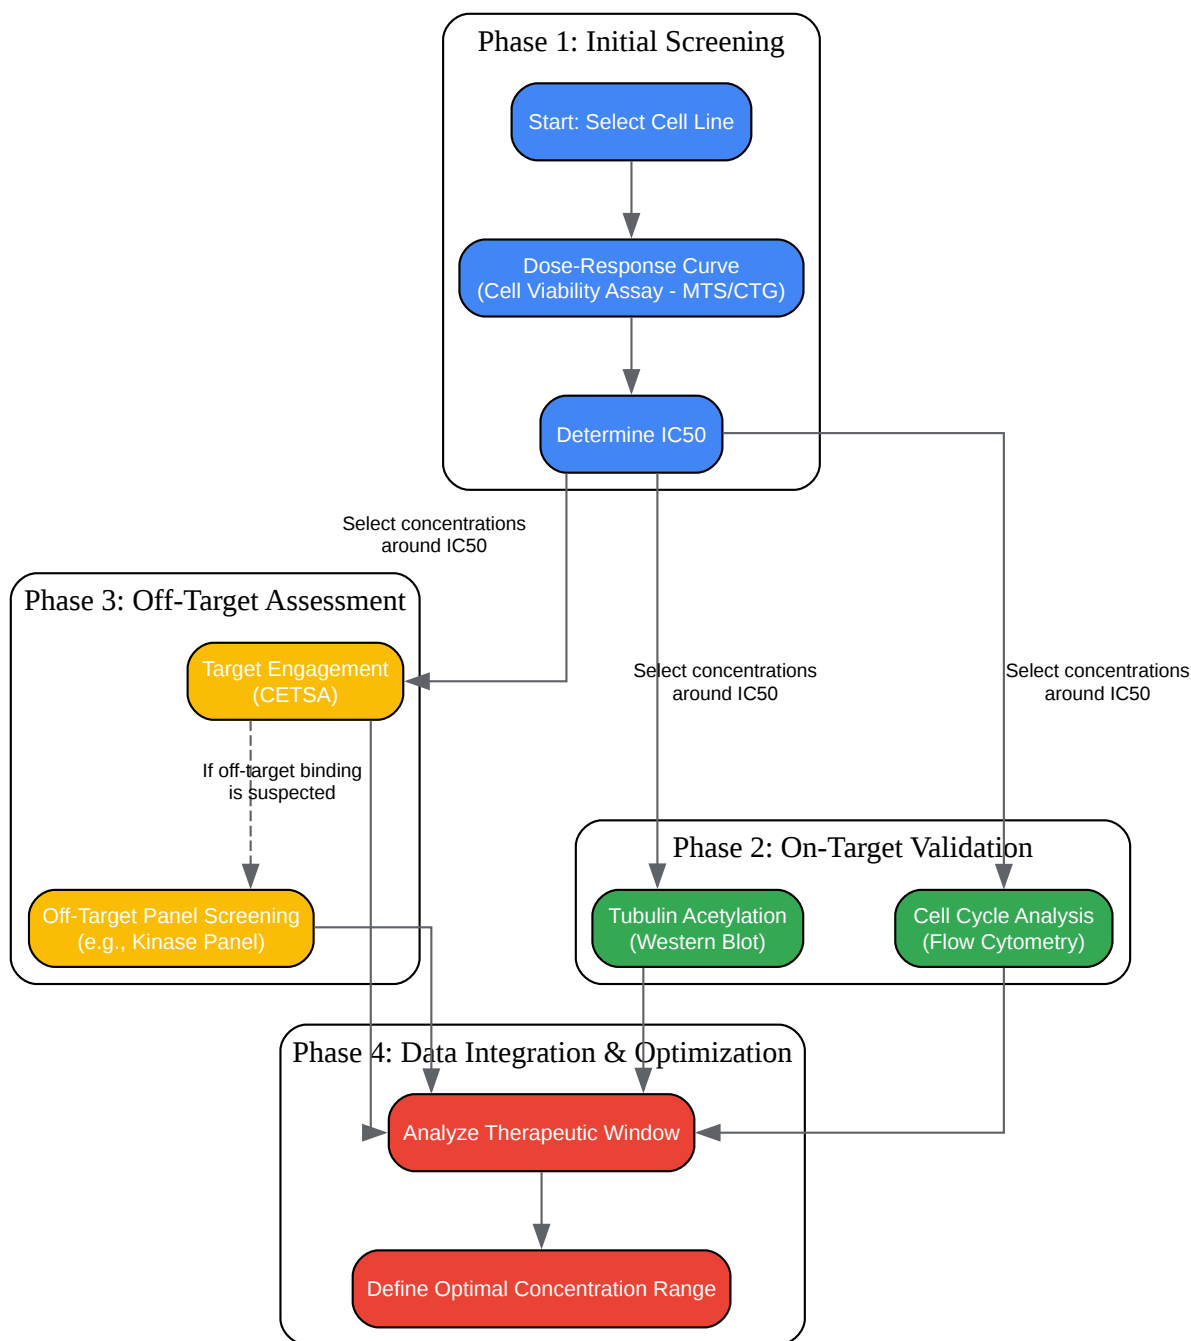 Phase 1: Initial Screening
Start: Select Cell Line
Dose-Response Curve
(Cell Viability Assay - MTS/CTG)
Determine IC50
Select concentrations
around IC50
Phase 3: Off-Target Assessment
Target Engagement
(CETSA)
Select concentrations
around IC50
Select concentrations
around IC50
If off-target binding
is suspected
Phase 2: On-Target Validation
Off-Target Panel Screening
(e.g., Kinase Panel)
Tubulin Acetylation
(Western Blot)
Cell Cycle Analysis
(Flow Cytometry)
Phase 4: Data Integration & Optimization
Analyze Therapeutic Window
Define Optimal Concentration Range